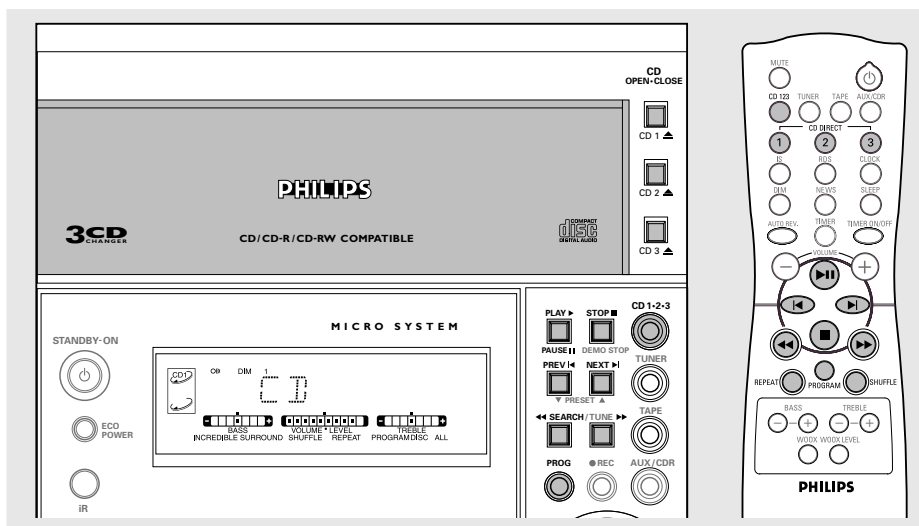 CD
OPEN•CLOSE
CD 1
CD 2
CD 3
PHILIPS
3CD
CHANGER
CD/CD-R/CD-RW COMPATIBLE
COMPACT
disc
DIGITAL AUDIO
MICRO SYSTEM
STANDBY-ON
ECO
POWER
iR
CD1
CD DIM 1
CD
BASS VOLUME • LEVEL TREBLE
INCREDIBLE SURROUND SHUFFLE REPEAT PROGRAM DISC ALL
PLAY STOP CD 1•2•3
PAUSE DEMO STOP
PREV NEXT TUNER
PRESET
SEARCH/TUNE TAPE
PROG REC AUX/CDR
MUTE
CD 123 TUNER TAPE AUX/CDR
CD DIRECT
1 2 3
IS RDS CLOCK
DIM NEWS SLEEP
AUTO REV. TIMER TIMER ON/OFF
VOLUME
REPEAT PROGRAM SHUFFLE
BASS TREBLE
WOOX WOOX LEVEL
PHILIPS